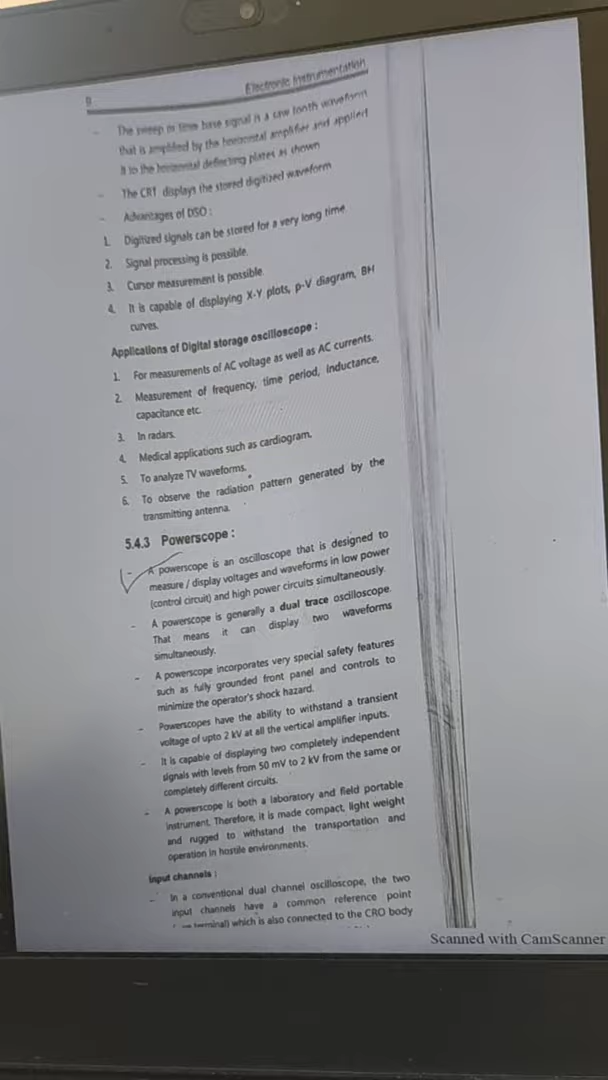 8
Electronic Instrumentation
- The sweep or time base signal is a saw tooth waveform
that is amplified by the horizontal amplifier and applied
it to the horizontal deflecting plates as shown
- The CRT displays the stored digitized waveform
- Advantages of DSO :
1. Digitized signals can be stored for a very long time.
2. Signal processing is possible.
3. Cursor measurement is possible.
4. It is capable of displaying X-Y plots, p-V diagram, BH
curves.
Applications of Digital storage oscilloscope :
1. For measurements of AC voltage as well as AC currents.
2. Measurement of frequency, time period, Inductance,
capacitance etc.
3. In radars.
4. Medical applications such as cardiogram.
5. To analyze TV waveforms.
6. To observe the radiation pattern generated by the
transmitting antenna.
5.4.3 Powerscope :
- A powerscope is an oscilloscope that is designed to
measure / display voltages and waveforms in low power
(control circuit) and high power circuits simultaneously.
- A powerscope is generally a dual trace oscilloscope.
That means it can display two waveforms
simultaneously.
- A powerscope incorporates very special safety features
such as fully grounded front panel and controls to
minimize the operator's shock hazard.
- Powerscopes have the ability to withstand a transient
voltage of upto 2 kV at all the vertical amplifier inputs.
- It is capable of displaying two completely independent
signals with levels from 50 mV to 2 kV from the same or
completely different circuits.
- A powerscope is both a laboratory and field portable
instrument. Therefore, it is made compact, light weight
and rugged to withstand the transportation and
operation in hostile environments.
Input channels :
- In a conventional dual channel oscilloscope, the two
input channels have a common reference point
terminal) which is also connected to the CRO body
Scanned with CamScanner